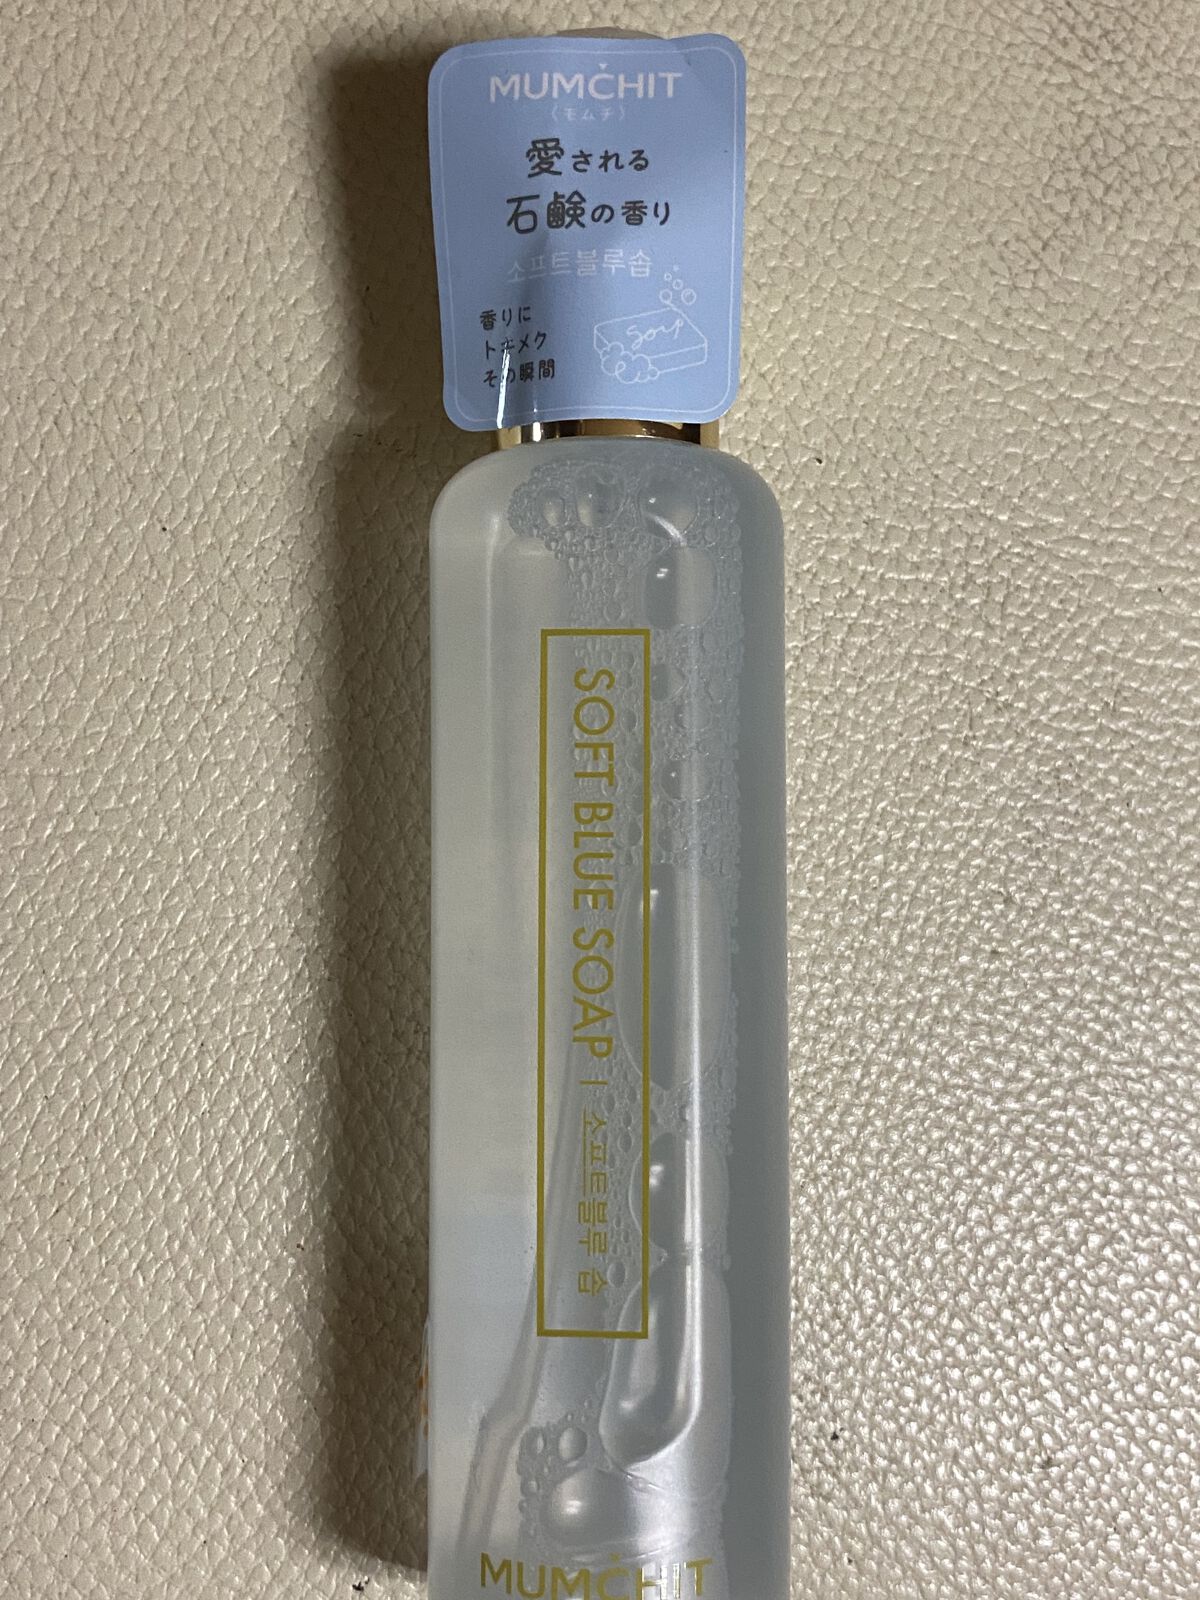 MUMCHIT
〈モムチ〉
愛される
石鹸の香り
소프트블루솝
香りに
トキメク
その瞬間
Soap
SOFT BLUE SOAP | 소프트블루 솝
MUMCHIT